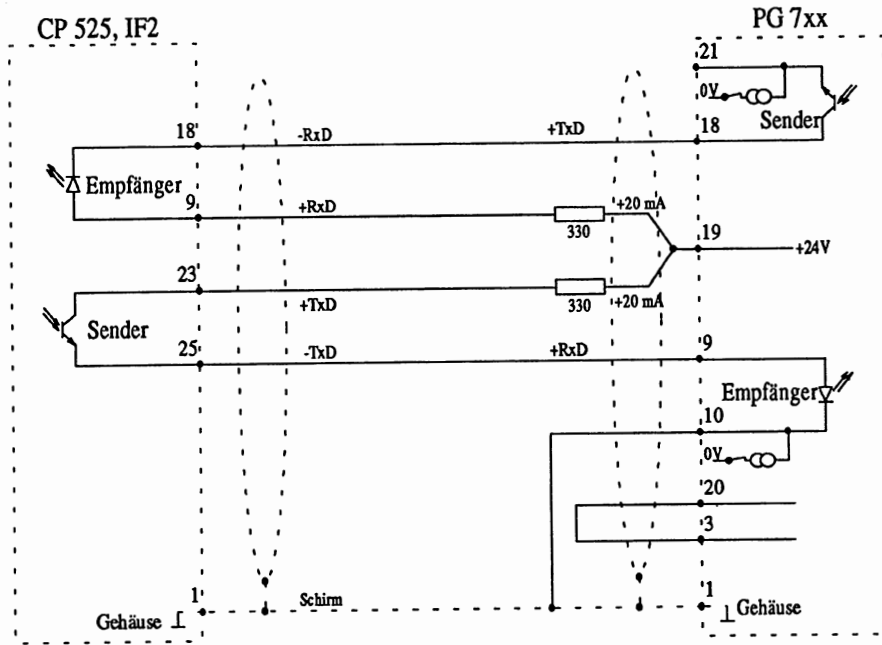 CP 525, IF2
PG 7xx
21
0V
Sender
18
-RxD
+TxD
18
Empfänger
9
+RxD
+20 mA
330
19
+24V
23
+TxD
330
+20 mA
Sender
25
-TxD
+RxD
9
Empfänger
10
0V
20
3
1
Schirm
1
Gehäuse
Gehäuse